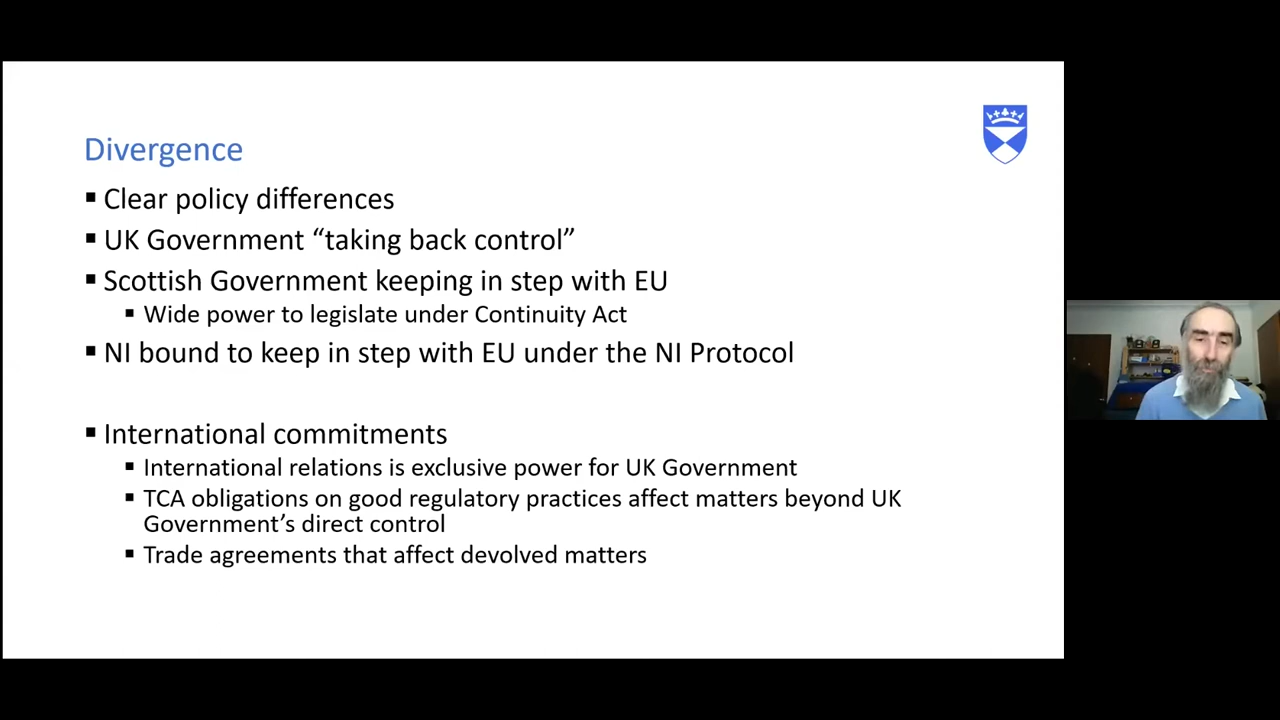 Divergence
▪ Clear policy differences
▪ UK Government “taking back control”
▪ Scottish Government keeping in step with EU
▪ Wide power to legislate under Continuity Act
▪ NI bound to keep in step with EU under the NI Protocol
▪ International commitments
▪ International relations is exclusive power for UK Government
▪ TCA obligations on good regulatory practices affect matters beyond UK
Government’s direct control
▪ Trade agreements that affect devolved matters